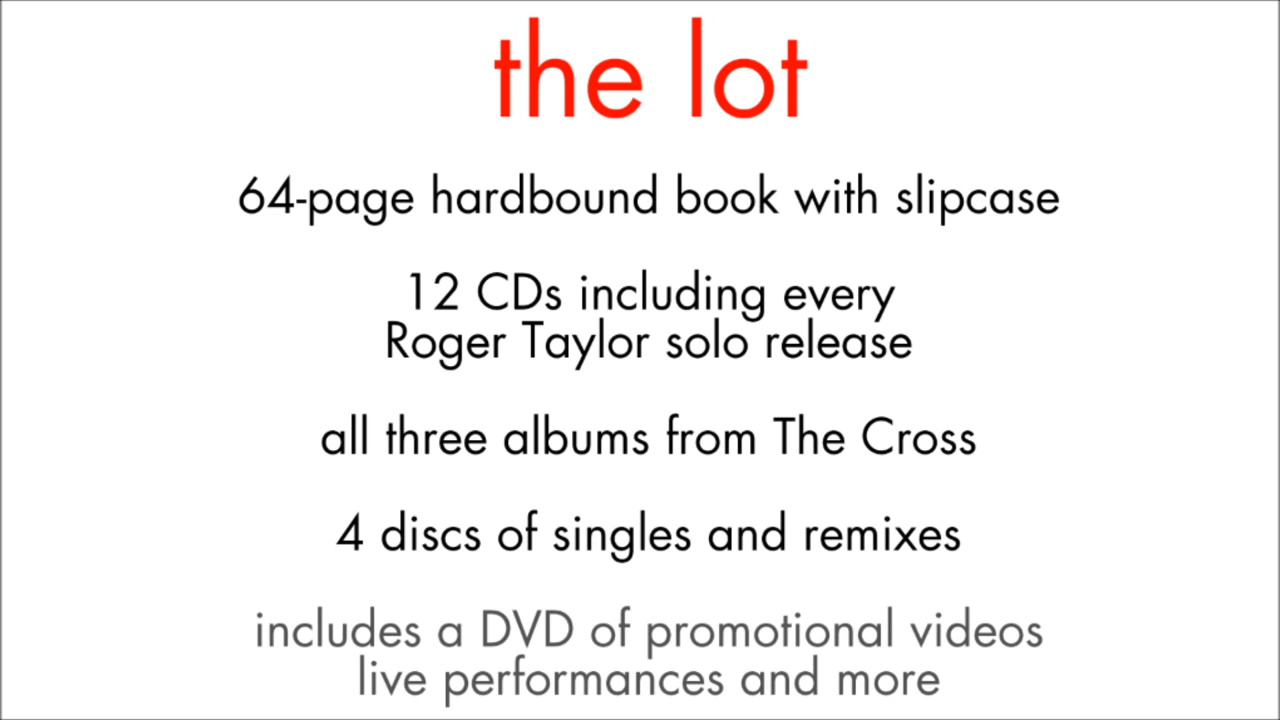 the lot
64-page hardbound book with slipcase
12 CDs including every
Roger Taylor solo release
all three albums from The Cross
4 discs of singles and remixes
includes a DVD of promotional videos
live performances and more